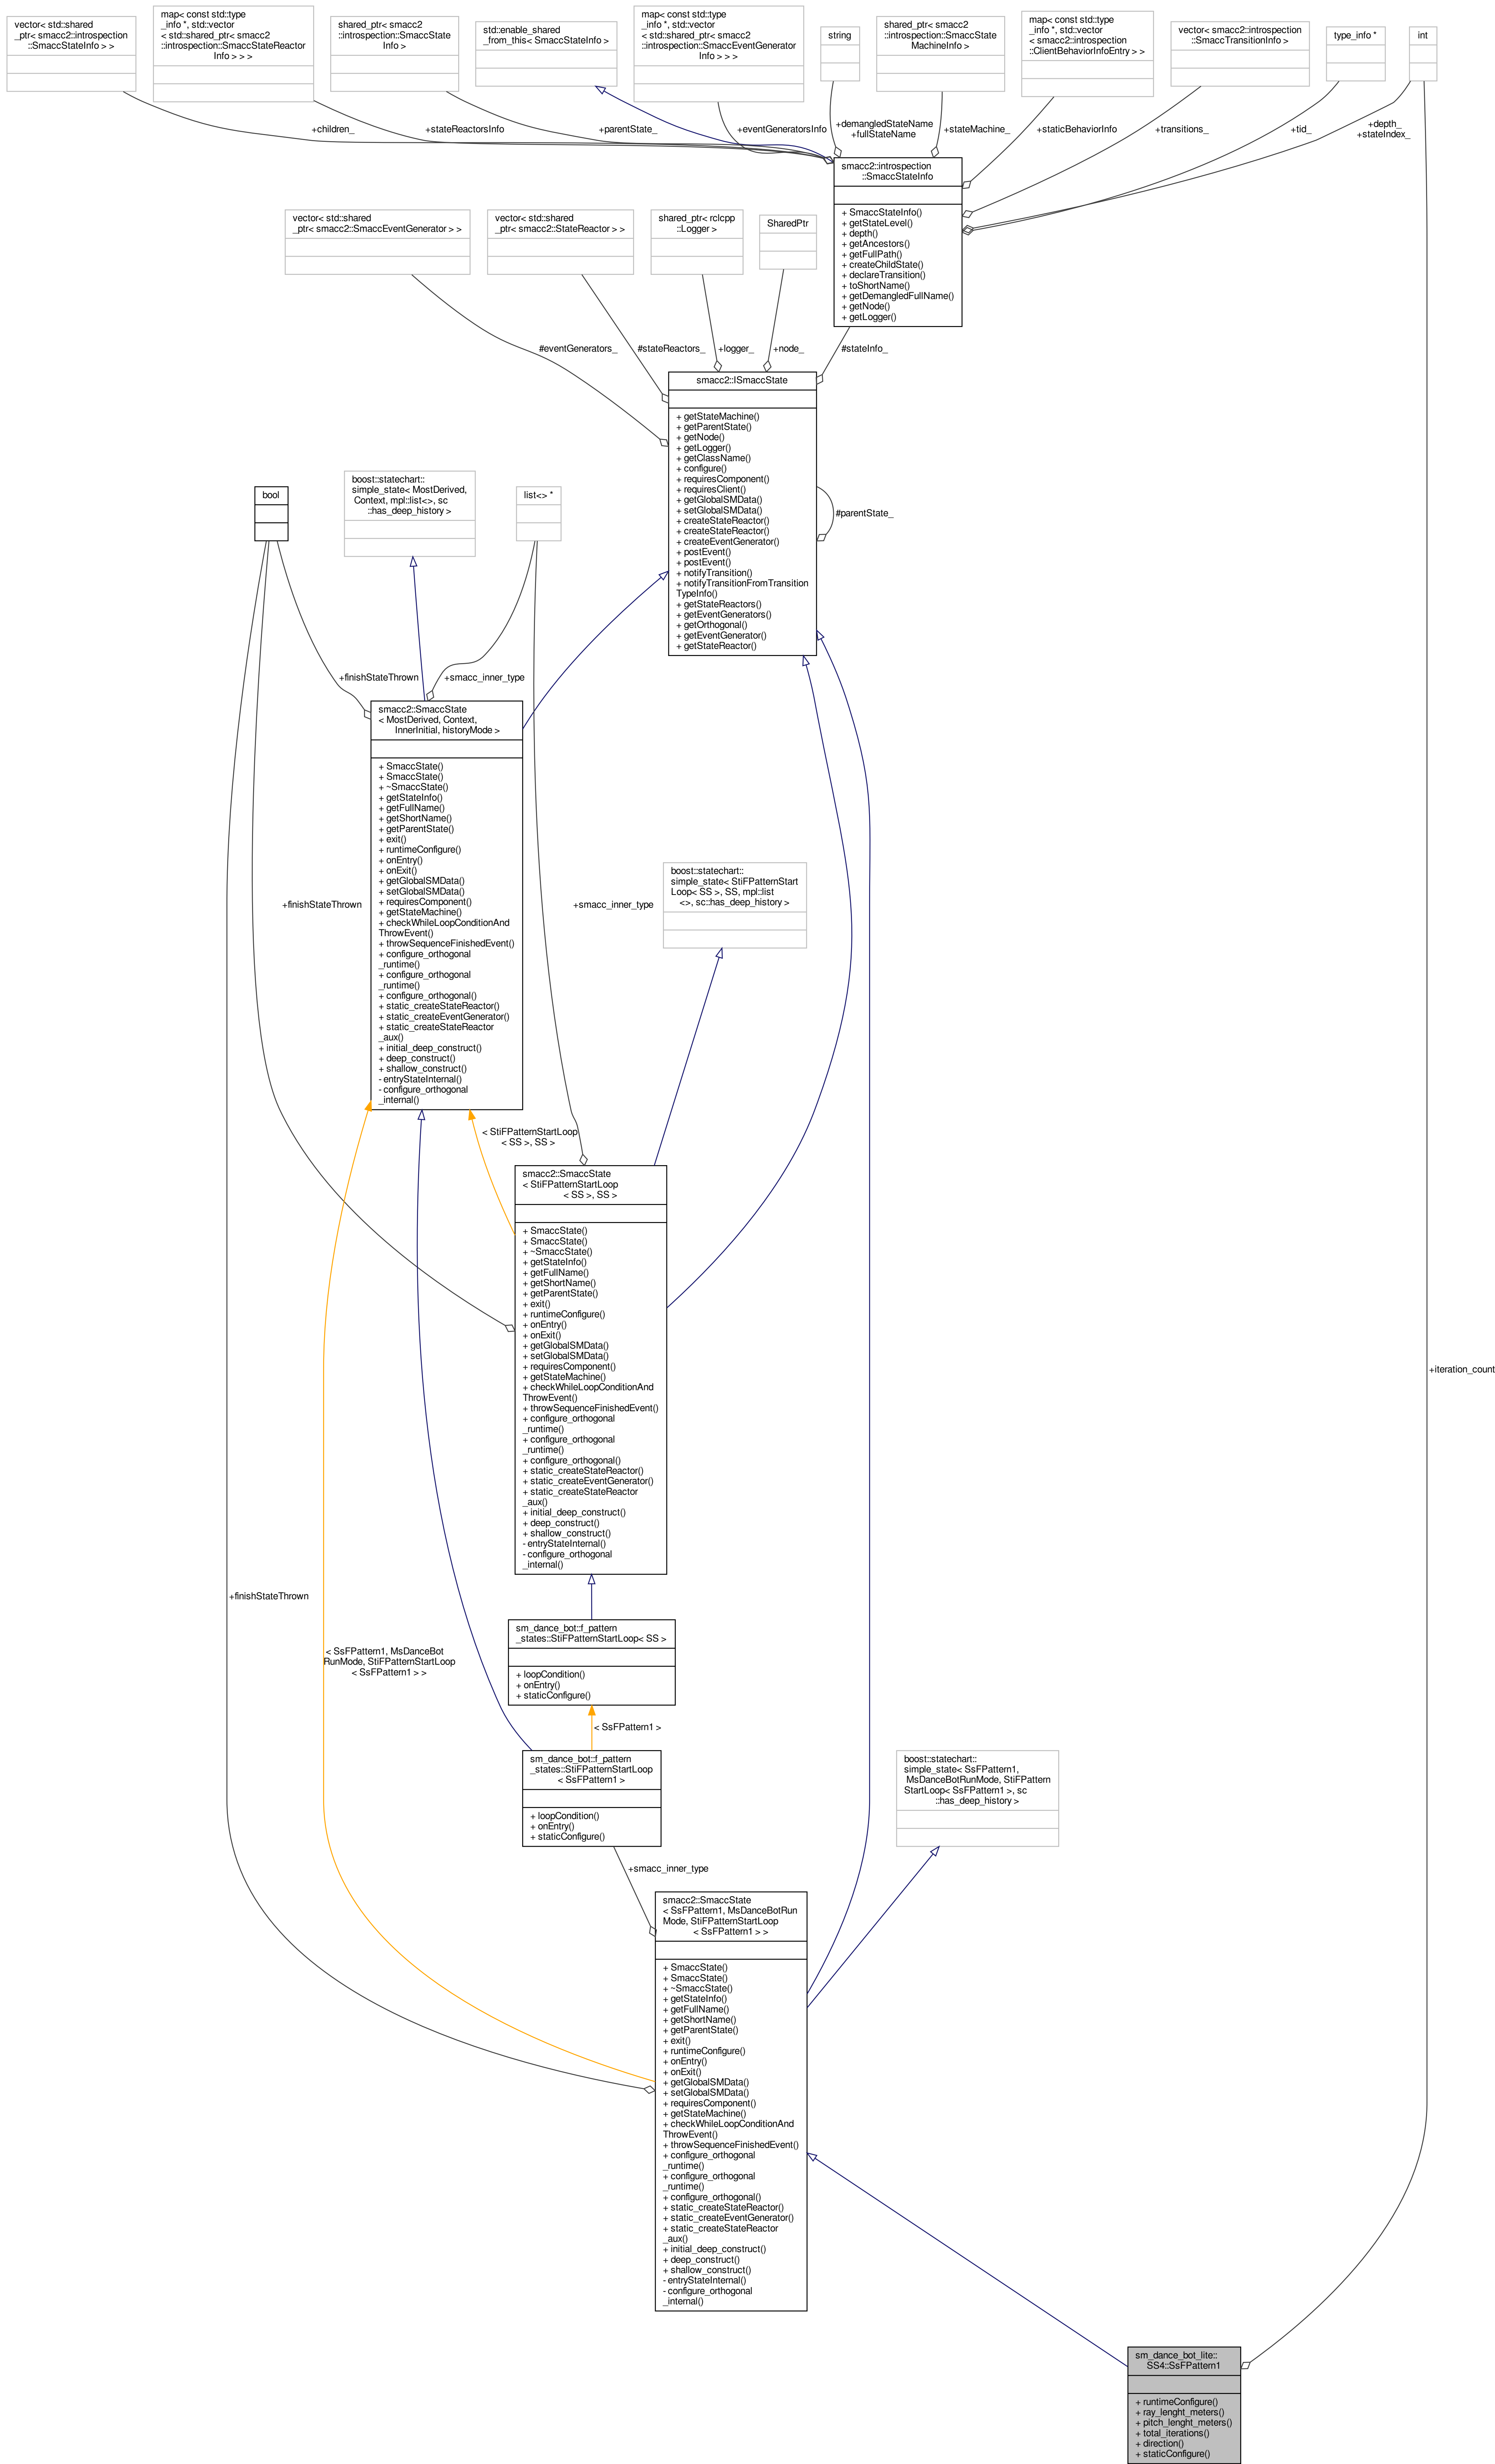 vector< std::shared
_ptr< smacc2::introspection
::SmaccStateInfo > >
map< const std::type
_info *, std::vector
< std::shared_ptr< smacc2
::introspection::SmaccStateReactor
Info > > >
shared_ptr< smacc2
::introspection::SmaccState
Info >
std::enable_shared
_from_this< SmaccStateInfo >
map< const std::type
_info *, std::vector
< std::shared_ptr< smacc2
::introspection::SmaccEventGenerator
Info > > >
string
shared_ptr< smacc2
::introspection::SmaccState
MachineInfo >
map< const std::type
_info *, std::vector
< smacc2::introspection
::ClientBehaviorInfoEntry > >
vector< smacc2::introspection
::SmaccTransitionInfo >
type_info *
int
+children_
+stateReactorsInfo
+parentState_
+eventGeneratorsInfo
+demangledStateName
+fullStateName
+stateMachine_
+staticBehaviorInfo
+transitions_
+tid_
+depth_
+stateIndex_
smacc2::introspection
::SmaccStateInfo
+ SmaccStateInfo()
+ getStateLevel()
+ depth()
+ getAncestors()
+ getFullPath()
+ createChildState()
+ declareTransition()
+ toShortName()
+ getDemangledFullName()
+ getNode()
+ getLogger()
vector< std::shared
_ptr< smacc2::SmaccEventGenerator > >
vector< std::shared
_ptr< smacc2::StateReactor > >
shared_ptr< rclcpp
::Logger >
SharedPtr
#eventGenerators_
#stateReactors_
+logger_
+node_
#stateInfo_
smacc2::ISmaccState
+ getStateMachine()
+ getParentState()
+ getNode()
+ getLogger()
+ getClassName()
+ configure()
+ requiresComponent()
+ requiresClient()
+ getGlobalSMData()
+ setGlobalSMData()
+ createStateReactor()
+ createStateReactor()
+ createEventGenerator()
+ postEvent()
+ postEvent()
+ notifyTransition()
+ notifyTransitionFromTransition
TypeInfo()
+ getStateReactors()
+ getEventGenerators()
+ getOrthogonal()
+ getEventGenerator()
+ getStateReactor()
#parentState_
bool
boost::statechart::
simple_state< MostDerived,
Context, mpl::list<>, sc
::has_deep_history >
list<> *
+finishStateThrown
+smacc_inner_type
smacc2::SmaccState
< MostDerived, Context,
InnerInitial, historyMode >
+ SmaccState()
+ SmaccState()
+ ~SmaccState()
+ getStateInfo()
+ getFullName()
+ getShortName()
+ getParentState()
+ exit()
+ runtimeConfigure()
+ onEntry()
+ onExit()
+ getGlobalSMData()
+ setGlobalSMData()
+ requiresComponent()
+ getStateMachine()
+ checkWhileLoopConditionAnd
ThrowEvent()
+ throwSequenceFinishedEvent()
+ configure_orthogonal
_runtime()
+ configure_orthogonal
_runtime()
+ configure_orthogonal()
+ static_createStateReactor()
+ static_createEventGenerator()
+ static_createStateReactor
_aux()
+ initial_deep_construct()
+ deep_construct()
+ shallow_construct()
- entryStateInternal()
- configure_orthogonal
_internal()
boost::statechart::
simple_state< StiFPatternStart
Loop< SS >, SS, mpl::list
<>, sc::has_deep_history >
+finishStateThrown
+smacc_inner_type
< StiFPatternStartLoop
< SS >, SS >
smacc2::SmaccState
< StiFPatternStartLoop
< SS >, SS >
+ SmaccState()
+ SmaccState()
+ ~SmaccState()
+ getStateInfo()
+ getFullName()
+ getShortName()
+ getParentState()
+ exit()
+ runtimeConfigure()
+ onEntry()
+ onExit()
+ getGlobalSMData()
+ setGlobalSMData()
+ requiresComponent()
+ getStateMachine()
+ checkWhileLoopConditionAnd
ThrowEvent()
+ throwSequenceFinishedEvent()
+ configure_orthogonal
_runtime()
+ configure_orthogonal
_runtime()
+ configure_orthogonal()
+ static_createStateReactor()
+ static_createEventGenerator()
+ static_createStateReactor
_aux()
+ initial_deep_construct()
+ deep_construct()
+ shallow_construct()
- entryStateInternal()
- configure_orthogonal
_internal()
+iteration_count
+finishStateThrown
sm_dance_bot::f_pattern
_states::StiFPatternStartLoop< SS >
+ loopCondition()
+ onEntry()
+ staticConfigure()
< SsFPattern1, MsDanceBot
RunMode, StiFPatternStartLoop
< SsFPattern1 > >
< SsFPattern1 >
sm_dance_bot::f_pattern
_states::StiFPatternStartLoop
< SsFPattern1 >
+ loopCondition()
+ onEntry()
+ staticConfigure()
boost::statechart::
simple_state< SsFPattern1,
MsDanceBotRunMode, StiFPattern
StartLoop< SsFPattern1 >, sc
::has_deep_history >
+smacc_inner_type
smacc2::SmaccState
< SsFPattern1, MsDanceBotRun
Mode, StiFPatternStartLoop
< SsFPattern1 > >
+ SmaccState()
+ SmaccState()
+ ~SmaccState()
+ getStateInfo()
+ getFullName()
+ getShortName()
+ getParentState()
+ exit()
+ runtimeConfigure()
+ onEntry()
+ onExit()
+ getGlobalSMData()
+ setGlobalSMData()
+ requiresComponent()
+ getStateMachine()
+ checkWhileLoopConditionAnd
ThrowEvent()
+ throwSequenceFinishedEvent()
+ configure_orthogonal
_runtime()
+ configure_orthogonal
_runtime()
+ configure_orthogonal()
+ static_createStateReactor()
+ static_createEventGenerator()
+ static_createStateReactor
_aux()
+ initial_deep_construct()
+ deep_construct()
+ shallow_construct()
- entryStateInternal()
- configure_orthogonal
_internal()
sm_dance_bot_lite::
SS4::SsFPattern1
+ runtimeConfigure()
+ ray_lenght_meters()
+ pitch_lenght_meters()
+ total_iterations()
+ direction()
+ staticConfigure()